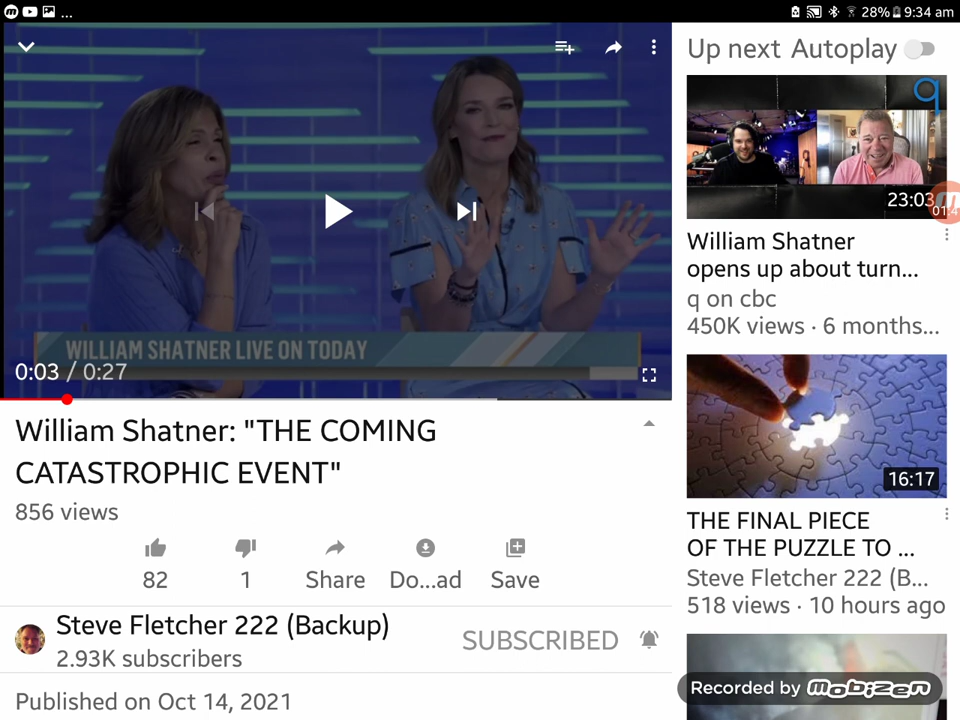 ...
28% 9:34 am
Up next Autoplay
23:03
01:4
William Shatner
opens up about turn...
q on cbc
450K views · 6 months...
WILLIAM SHATNER LIVE ON TODAY
0:03 / 0:27
William Shatner: "THE COMING
CATASTROPHIC EVENT"
856 views
82
1
Share
Do...ad
Save
Steve Fletcher 222 (Backup)
2.93K subscribers
SUBSCRIBED
Published on Oct 14, 2021
16:17
THE FINAL PIECE
OF THE PUZZLE TO ...
Steve Fletcher 222 (B...
518 views · 10 hours ago
Recorded by mobizen